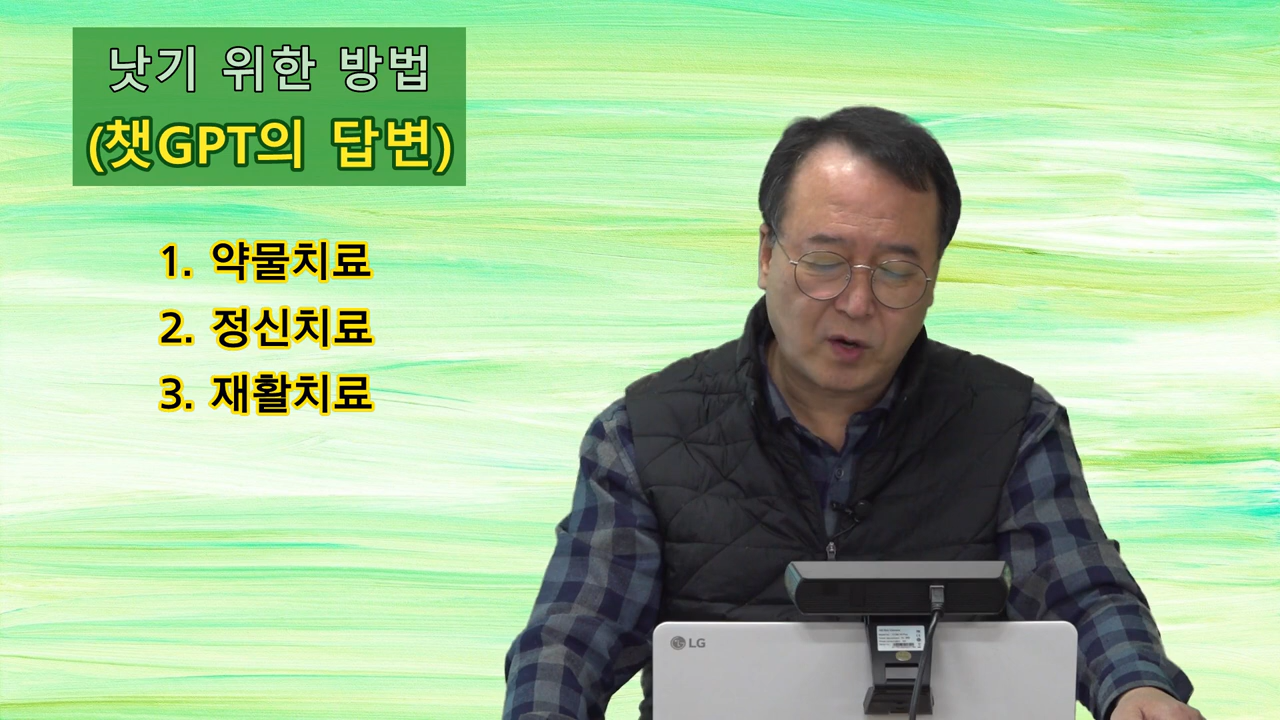 낫기 위한 방법
(챗GPT의 답변)
1. 약물치료
2. 정신치료
3. 재활치료
LG